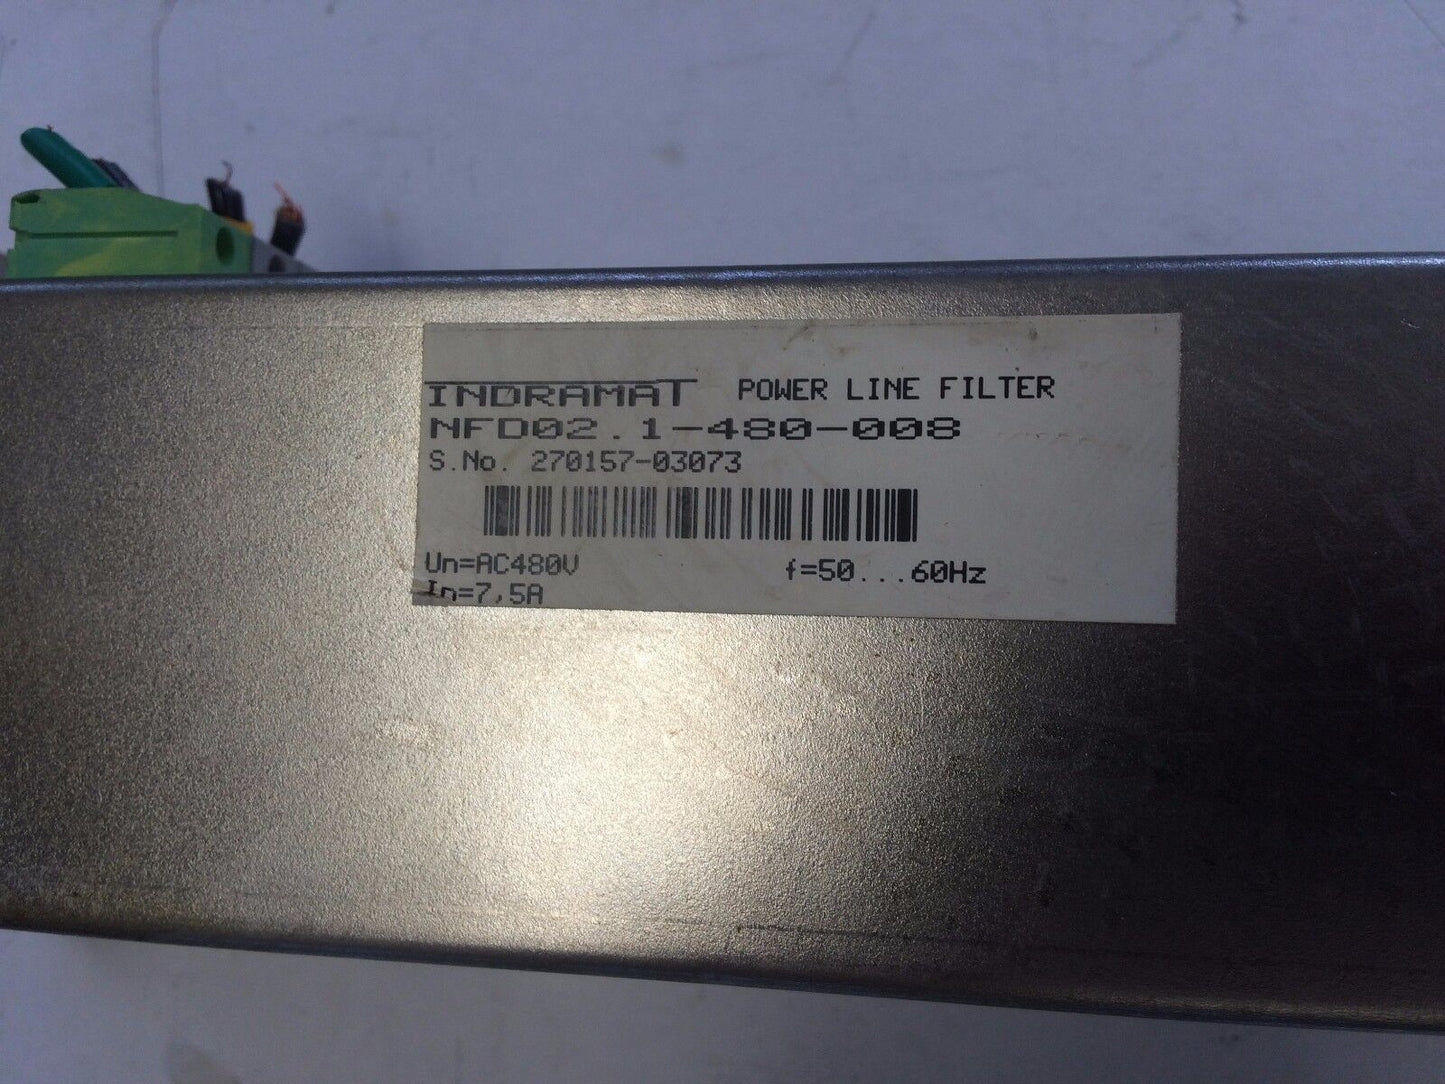 INDRAMAT POWER LINE FILTER
NFD02.1-480-008
S.No. 270157-03073
Un=AC480V f=50...60Hz
In=7,5A